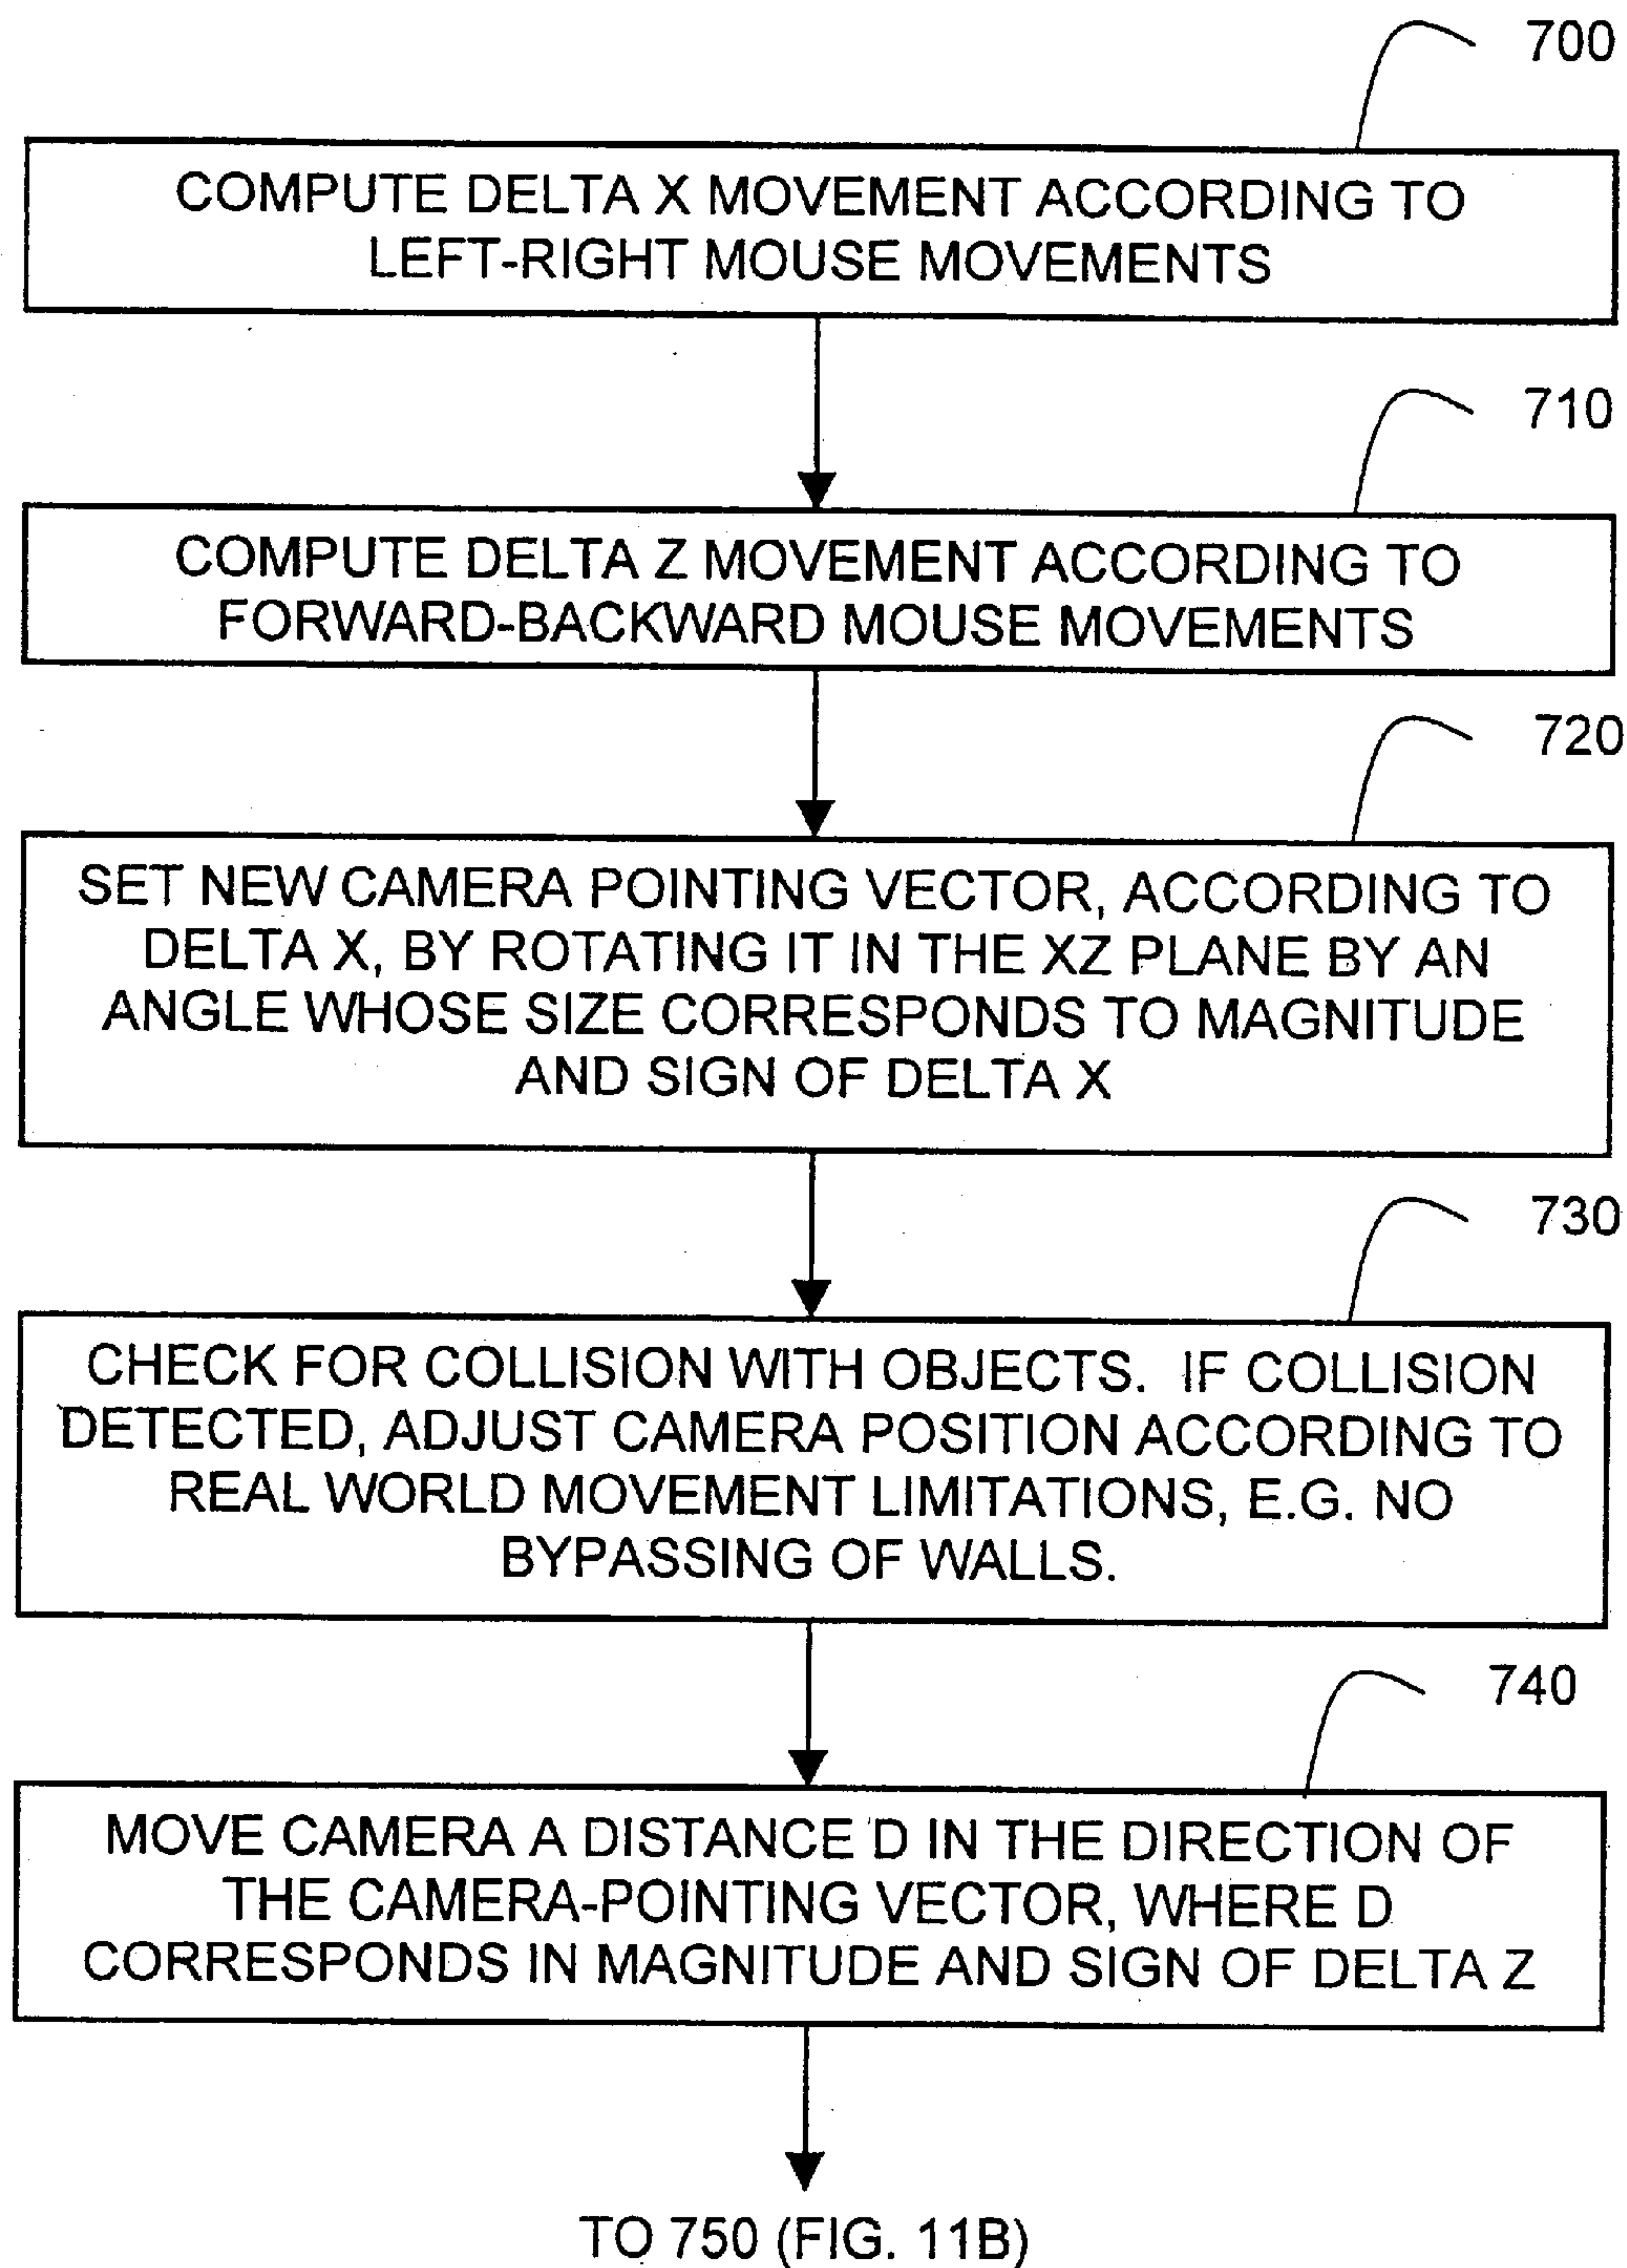 700
COMPUTE DELTA X MOVEMENT ACCORDING TO
LEFT-RIGHT MOUSE MOVEMENTS
710
COMPUTE DELTA Z MOVEMENT ACCORDING TO
FORWARD-BACKWARD MOUSE MOVEMENTS
720
SET NEW CAMERA POINTING VECTOR, ACCORDING TO
DELTA X, BY ROTATING IT IN THE XZ PLANE BY AN
ANGLE WHOSE SIZE CORRESPONDS TO MAGNITUDE
AND SIGN OF DELTA X
730
CHECK FOR COLLISION WITH OBJECTS. IF COLLISION
DETECTED, ADJUST CAMERA POSITION ACCORDING TO
REAL WORLD MOVEMENT LIMITATIONS, E.G. NO
BYPASSING OF WALLS.
740
MOVE CAMERA A DISTANCE D IN THE DIRECTION OF
THE CAMERA-POINTING VECTOR, WHERE D
CORRESPONDS IN MAGNITUDE AND SIGN OF DELTA Z
TO 750 (FIG. 11B)